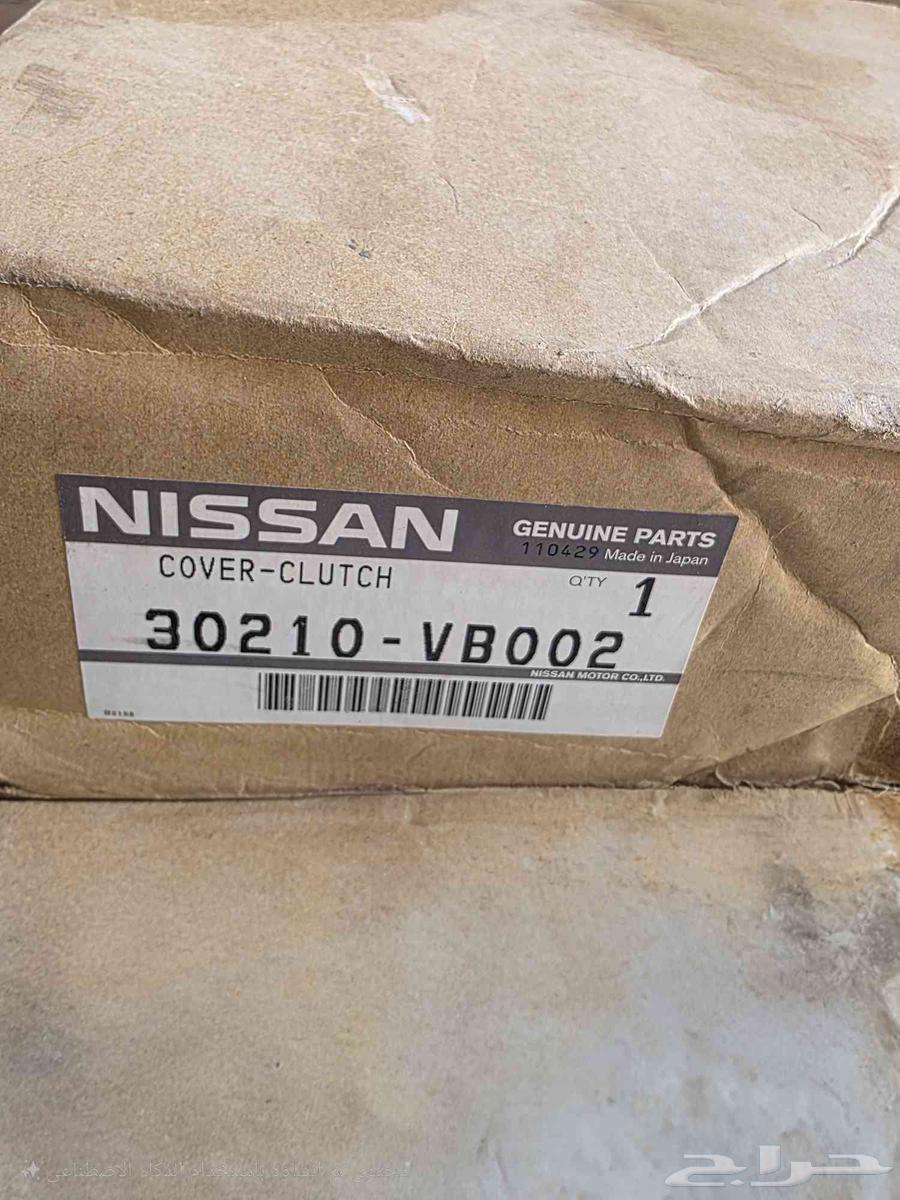 NISSAN
GENUINE PARTS
110429 Made in Japan
COVER-CLUTCH
Q'TY 1
30210-VB002
NISSAN MOTOR CO.,LTD.
حراج